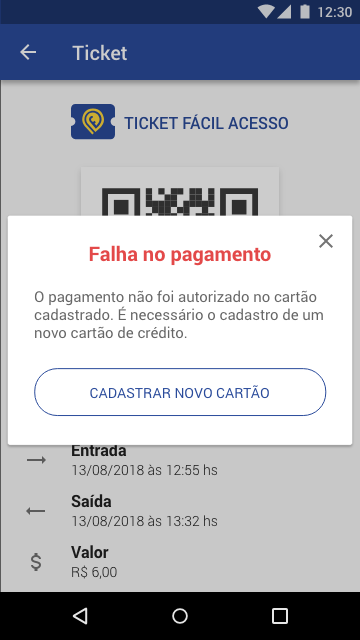 12:30
Ticket
TICKET FÁCIL ACESSO
Falha no pagamento
O pagamento não foi autorizado no cartão
cadastrado. É necessário o cadastro de um
novo cartão de crédito.
CADASTRAR NOVO CARTÃO
Entrada
13/08/2018 às 12:55 hs
Saída
13/08/2018 às 13:32 hs
$
Valor
R$ 6,00